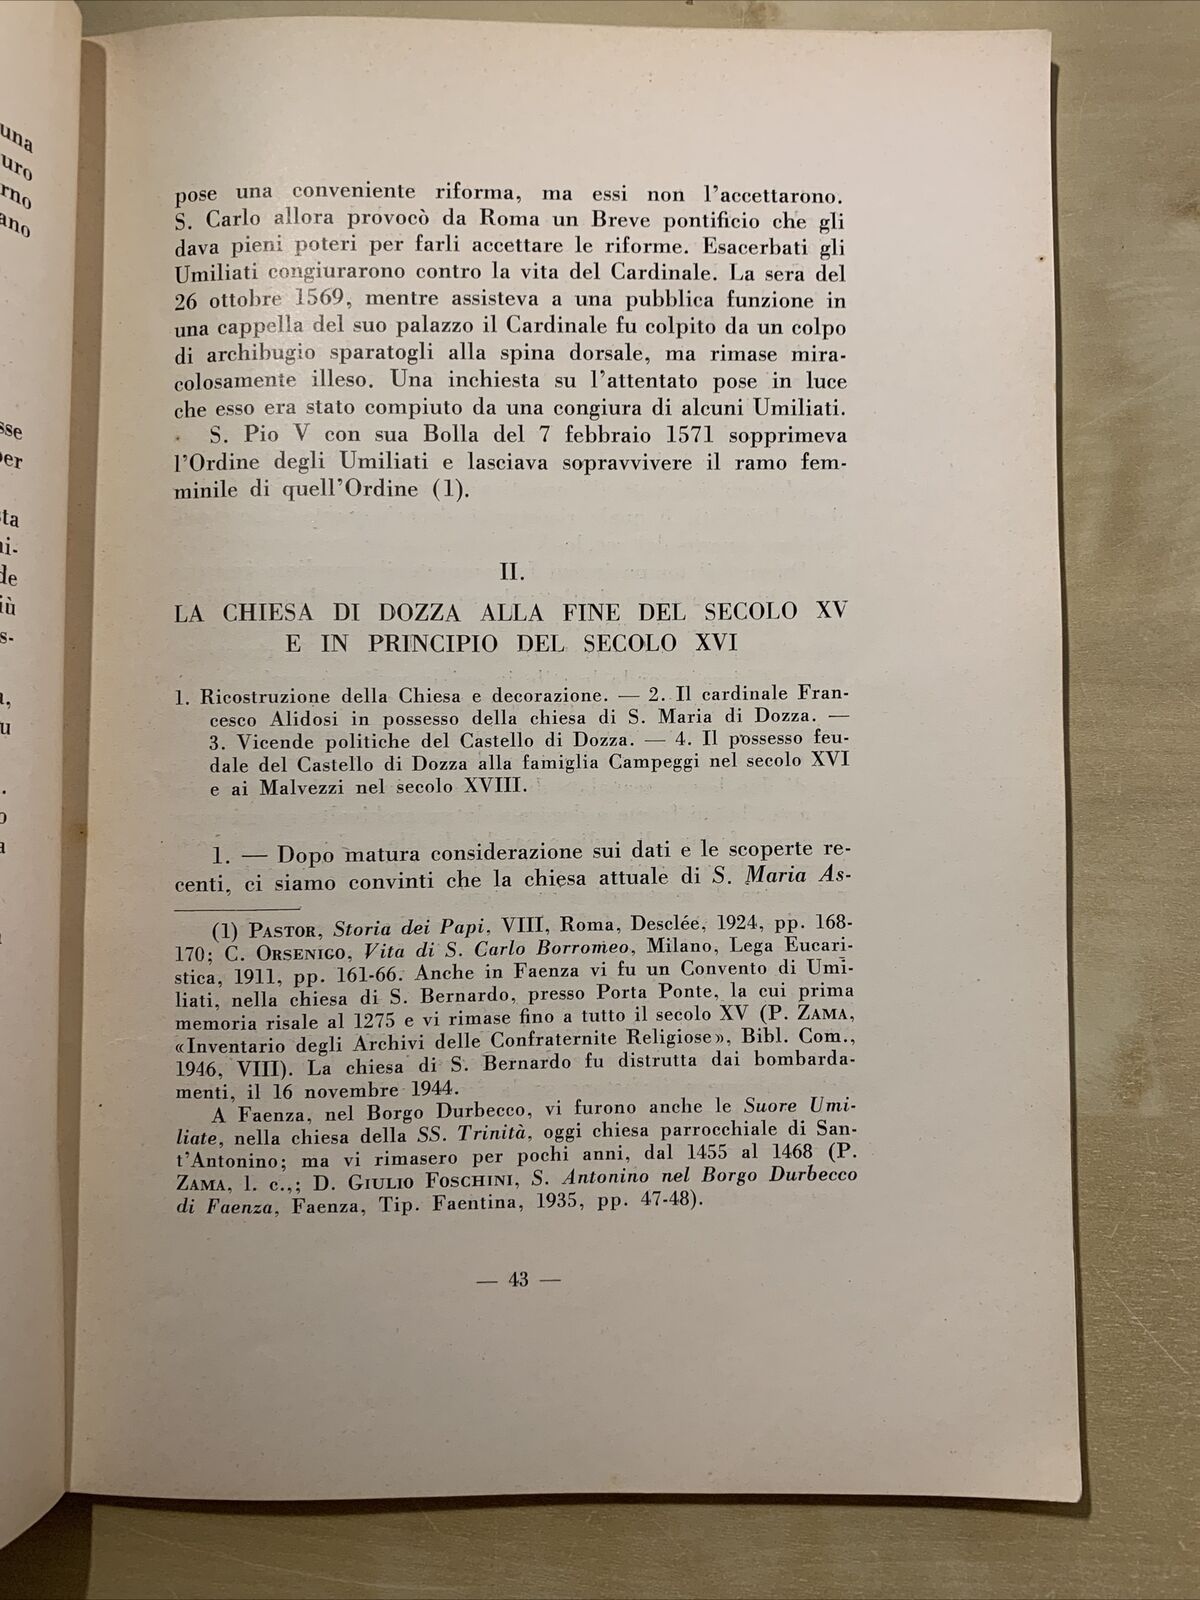 una
uro
rno
ano
sse
per
sta
ni-
de
iù
s-
a,
u
.
o
a
pose una conveniente riforma, ma essi non l'accettarono.
S. Carlo allora provocò da Roma un Breve pontificio che gli
dava pieni poteri per farli accettare le riforme. Esacerbati gli
Umiliati congiurarono contro la vita del Cardinale. La sera del
26 ottobre 1569, mentre assisteva a una pubblica funzione in
una cappella del suo palazzo il Cardinale fu colpito da un colpo
di archibugio sparatogli alla spina dorsale, ma rimase mira-
colosamente illeso. Una inchiesta su l'attentato pose in luce
che esso era stato compiuto da una congiura di alcuni Umiliati.
S. Pio V con sua Bolla del 7 febbraio 1571 sopprimeva
l'Ordine degli Umiliati e lasciava sopravvivere il ramo fem-
minile di quell'Ordine (1).
II.
LA CHIESA DI DOZZA ALLA FINE DEL SECOLO XV
E IN PRINCIPIO DEL SECOLO XVI
1. Ricostruzione della Chiesa e decorazione. — 2. Il cardinale Fran-
cesco Alidosi in possesso della chiesa di S. Maria di Dozza. —
3. Vicende politiche del Castello di Dozza. — 4. Il possesso feu-
dale del Castello di Dozza alla famiglia Campeggi nel secolo XVI
e ai Malvezzi nel secolo XVIII.
1. — Dopo matura considerazione sui dati e le scoperte re-
centi, ci siamo convinti che la chiesa attuale di S. Maria As-
(1) PASTOR, Storia dei Papi, VIII, Roma, Desclée, 1924, pp. 168-
170; C. ORSENIGO, Vita di S. Carlo Borromeo, Milano, Lega Eucari-
stica, 1911, pp. 161-66. Anche in Faenza vi fu un Convento di Umi-
liati, nella chiesa di S. Bernardo, presso Porta Ponte, la cui prima
memoria risale al 1275 e vi rimase fino a tutto il secolo XV (P. ZAMA,
«Inventario degli Archivi delle Confraternite Religiose», Bibl. Com.,
1946, VIII). La chiesa di S. Bernardo fu distrutta dai bombarda-
menti, il 16 novembre 1944.
A Faenza, nel Borgo Durbecco, vi furono anche le Suore Umi-
liate, nella chiesa della SS. Trinità, oggi chiesa parrocchiale di San-
t'Antonino; ma vi rimasero per pochi anni, dal 1455 al 1468 (P.
ZAMA, l. c.,; D. GIULIO FOSCHINI, S. Antonino nel Borgo Durbecco
di Faenza, Faenza, Tip. Faentina, 1935, pp. 47-48).
— 43 —